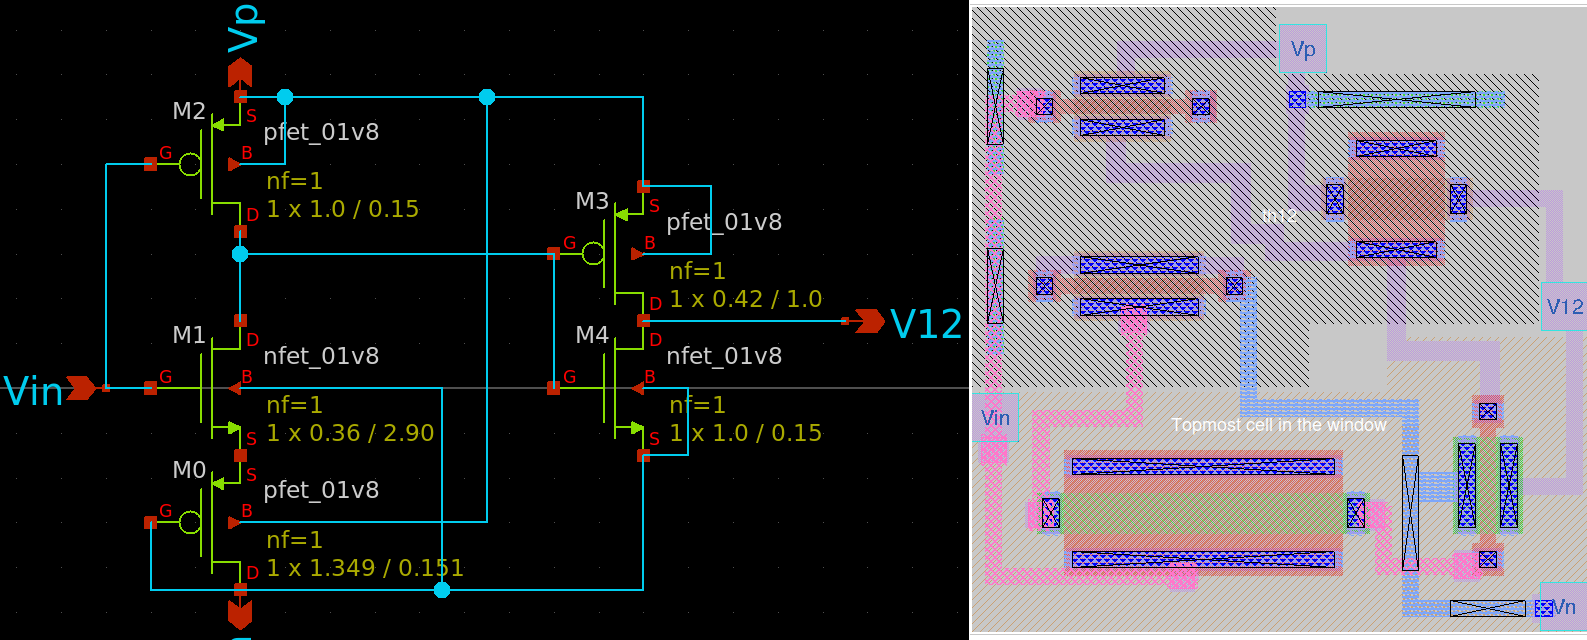 Vp
M2
S
pfet_01v8
G
B
nf=1
1 x 1.0 / 0.15
D
M3
S
pfet_01v8
G
B
nf=1
1 x 0.42 / 1.0
D
V12
M1
D
nfet_01v8
Vin
G
B
nf=1
1 x 0.36 / 2.90
S
M4
D
nfet_01v8
G
B
nf=1
1 x 1.0 / 0.15
S
M0
S
pfet_01v8
G
B
nf=1
1 x 1.349 / 0.151
D
Vp
th12
V12
Vin
Topmost cell in the window
Vn